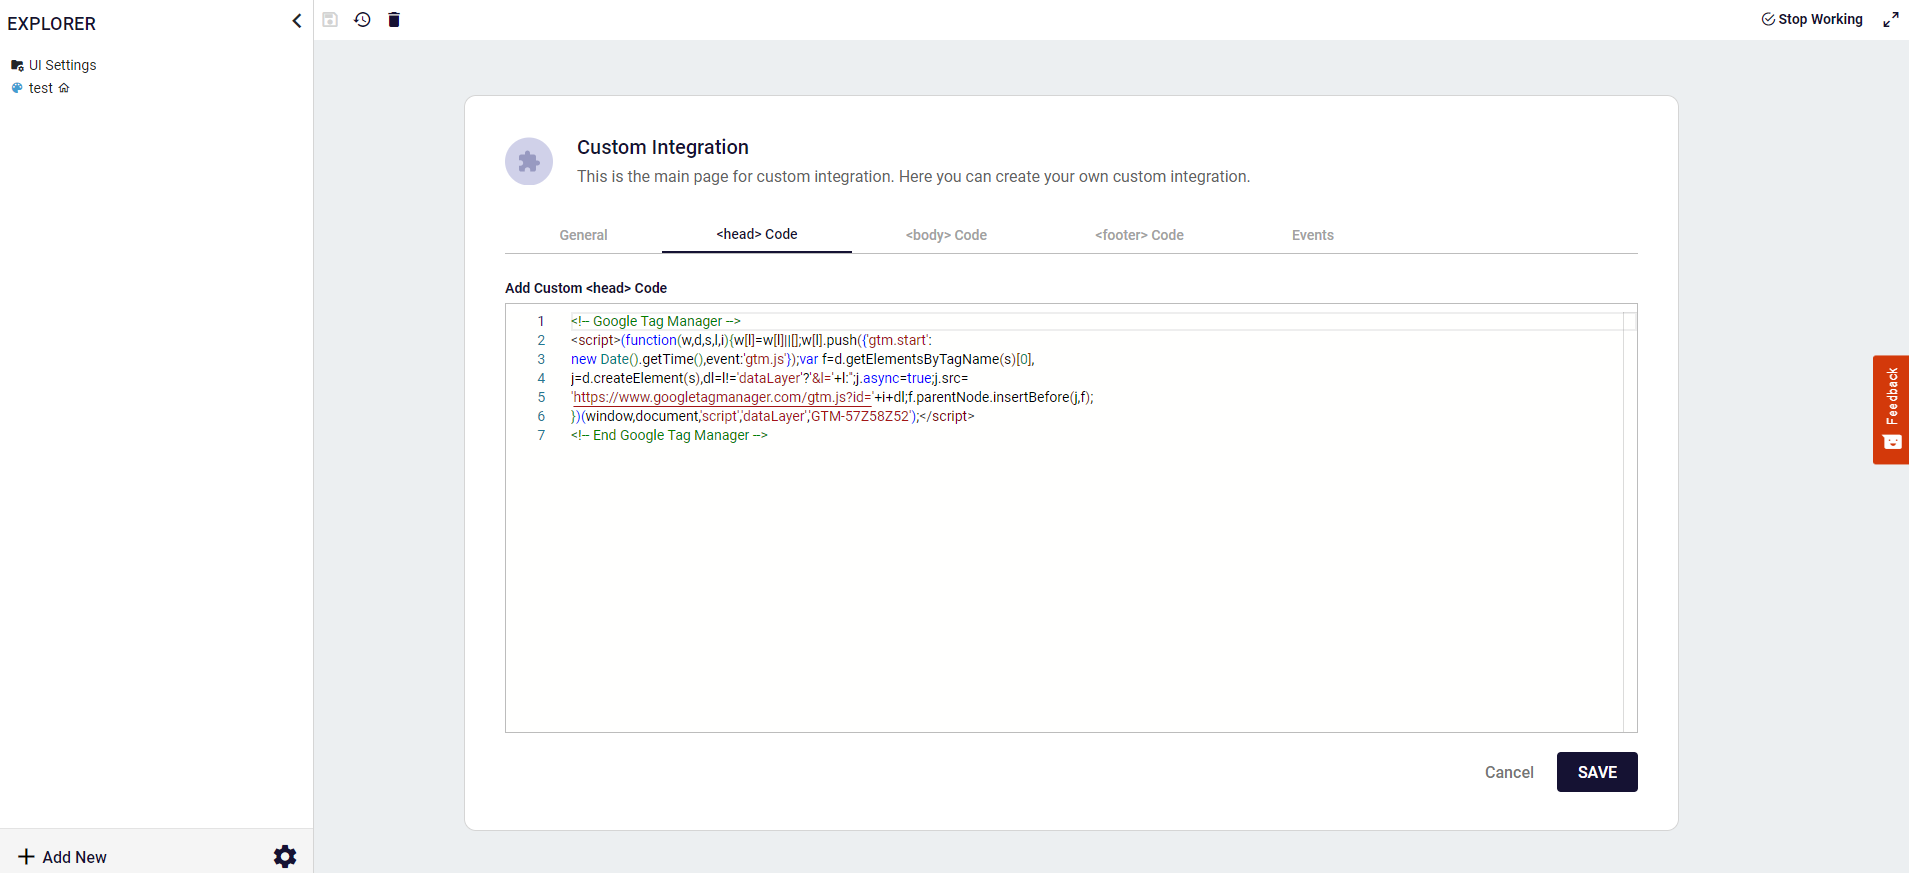 EXPLORER
UI Settings
test
Stop Working
Custom Integration
This is the main page for custom integration. Here you can create your own custom integration.
General
<head> Code
<body> Code
<footer> Code
Events
Add Custom <head> Code
1 <!-- Google Tag Manager -->
2 <script>(function(w,d,s,l,i){w[l]=w[l]||[];w[l].push({'gtm.start':
3 new Date().getTime(),event:'gtm.js'});var f=d.getElementsByTagName(s)[0],
4 j=d.createElement(s),dl=l!='dataLayer'?'&l='+l:'';j.async=true;j.src=
5 'https://www.googletagmanager.com/gtm.js?id='+i+dl;f.parentNode.insertBefore(j,f);
6 })(window,document,'script','dataLayer','GTM-57Z58Z52');</script>
7 <!-- End Google Tag Manager -->
Feedback
Cancel
SAVE
Add New